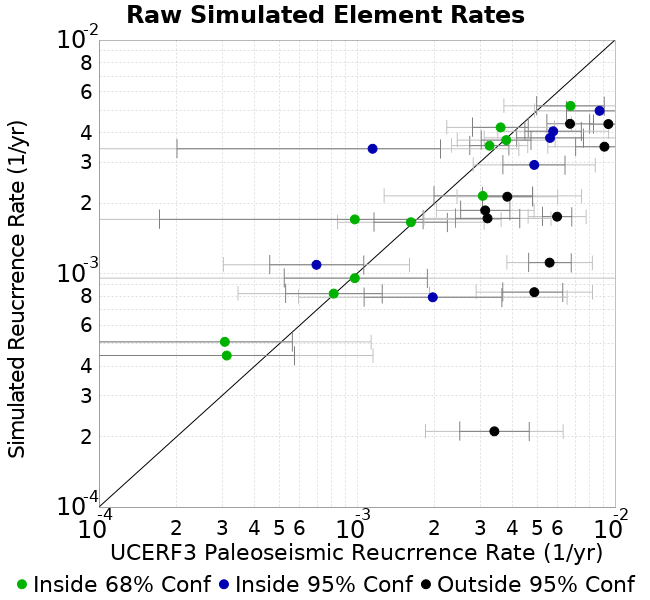 Raw Simulated Element Rates
Simulated Reucrrence Rate (1/yr)
10-2
8
6
4
3
2
10-3
8
6
4
3
2
10-4
10-4 2 3 4 5 6 10-3 2 3 4 5 6 10-2
UCERF3 Paleoseismic Reucrrence Rate (1/yr)
Inside 68% Conf Inside 95% Conf Outside 95% Conf